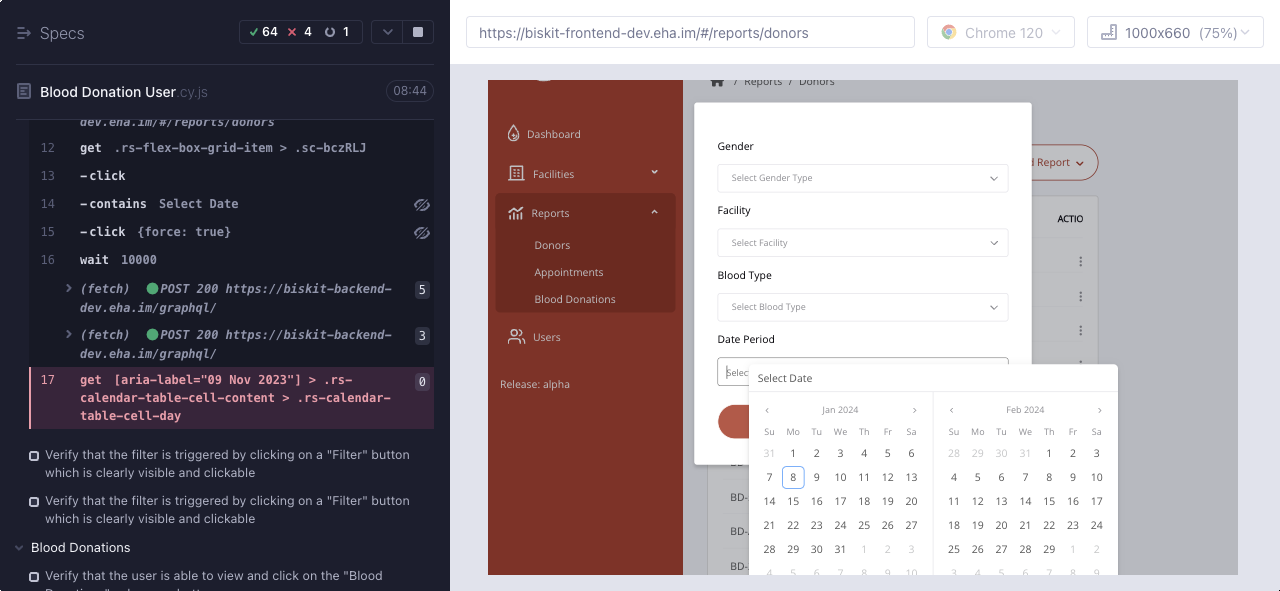 Specs
64 4 1
Blood Donation User.cy.js 08:44
dev.eha.im/#/reports/donors
12 get .rs-flex-box-grid-item > .sc-bczRLJ
13 -click
14 -contains Select Date
15 -click {force: true}
16 wait 10000
(fetch) POST 200 https://biskit-backend- 5
dev.eha.im/graphql/
(fetch) POST 200 https://biskit-backend- 3
dev.eha.im/graphql/
17 get [aria-label="09 Nov 2023"] > .rs- 0
calendar-table-cell-content > .rs-calendar-
table-cell-day
Verify that the filter is triggered by clicking on a "Filter" button
which is clearly visible and clickable
Verify that the filter is triggered by clicking on a "Filter" button
which is clearly visible and clickable
Blood Donations
Verify that the user is able to view and click on the "Blood
https://biskit-frontend-dev.eha.im/#/reports/donors
Chrome 120
1000x660 (75%)
/ Reports / Donors
Dashboard
Facilities
Reports
Donors
Appointments
Blood Donations
Users
Release: alpha
Gender
Select Gender Type
Facility
Select Facility
Blood Type
Select Blood Type
Date Period
Selec
d Report
ACTIO
BD-
BD-
BD-
Select Date
Jan 2024
Su Mo Tu We Th Fr Sa
31 1 2 3 4 5 6
7 8 9 10 11 12 13
14 15 16 17 18 19 20
21 22 23 24 25 26 27
28 29 30 31 1 2 3
4 5 6 7 8 9 10
Feb 2024
Su Mo Tu We Th Fr Sa
28 29 30 31 1 2 3
4 5 6 7 8 9 10
11 12 13 14 15 16 17
18 19 20 21 22 23 24
25 26 27 28 29 1 2
3 4 5 6 7 8 9